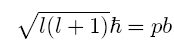 √l(l + 1)ħ = pb